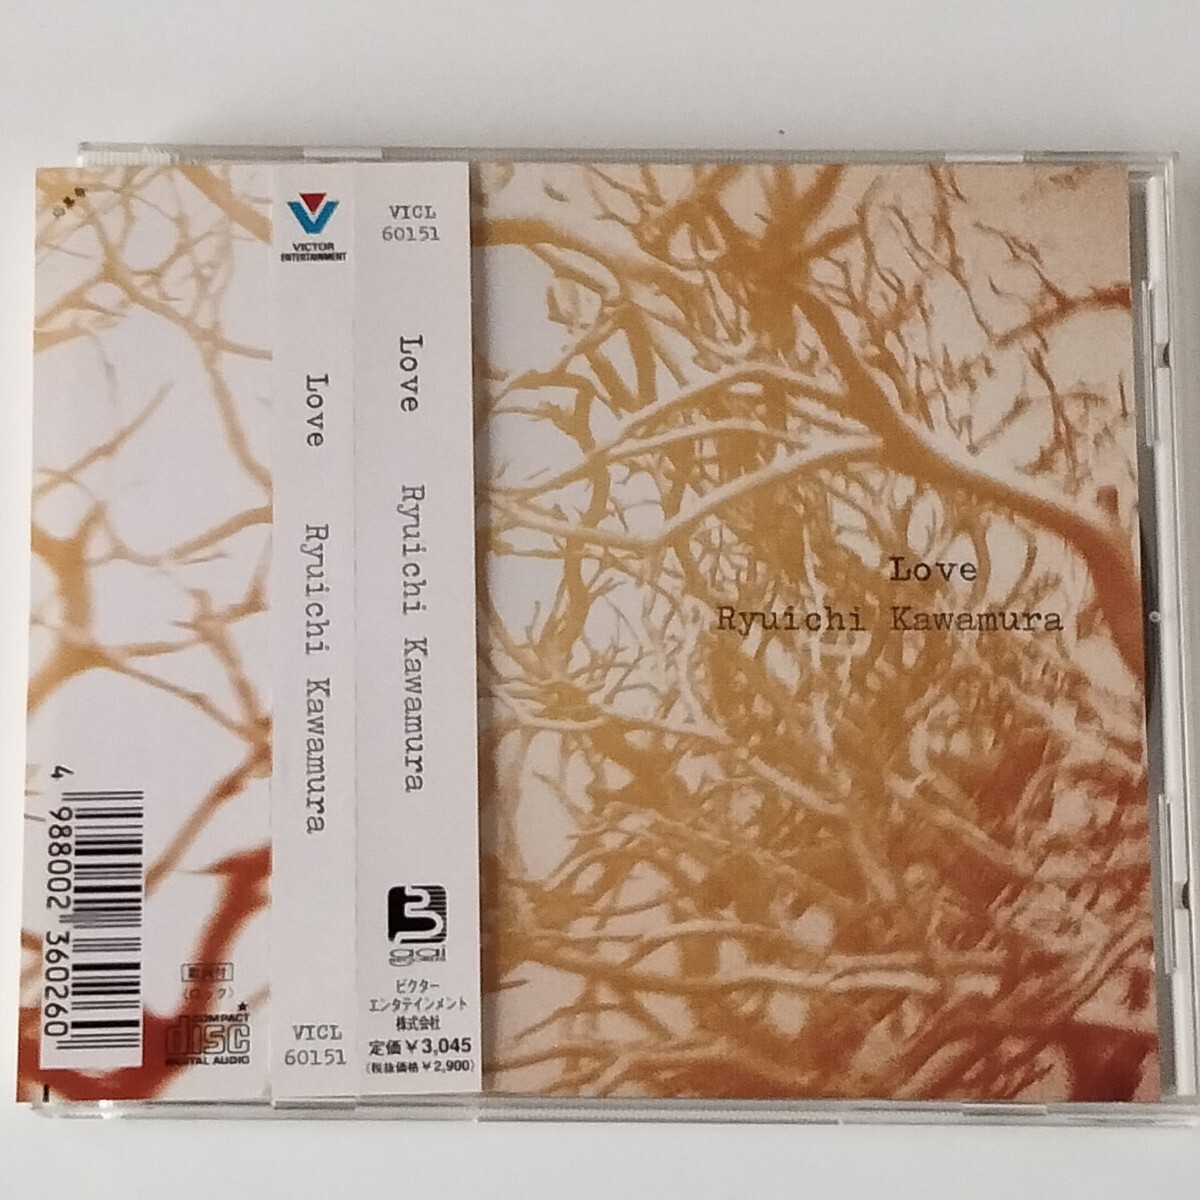 VICTOR
ENTERTAINMENT
Love Ryuichi Kawamura
VICL
60151
VICL
60151
Love Ryuichi Kawamura
gai
ビクター
エンタテインメント
株式会社
定価￥3,045
(税抜価格￥2,900)
Love
Ryuichi Kawamura
4 988002 360260
(ロック)
COMPACT
disc
DIGITAL AUDIO